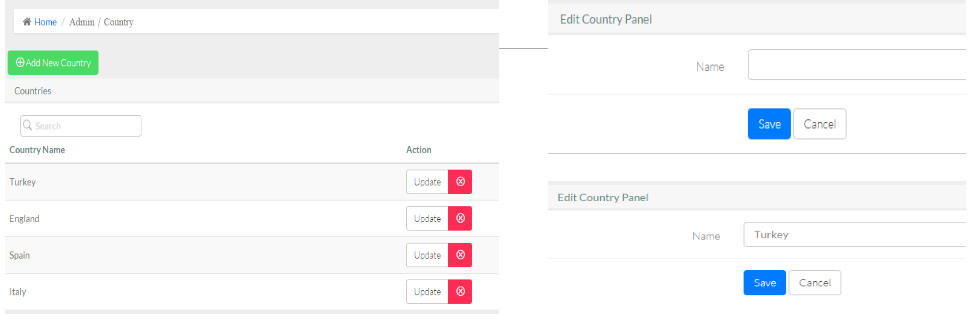 Home / Admin / Country
Add New Country
Countries
Search
Country Name Action
Turkey Update
England Update
Spain Update
Italy Update
Edit Country Panel
Name
Save Cancel
Edit Country Panel
Name Turkey
Save Cancel